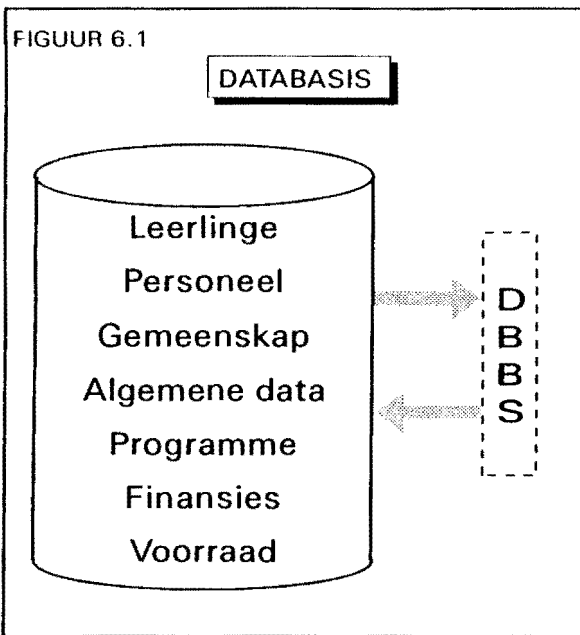 FIGUUR 6.1
DATABASIS
Leerlinge
Personeel
Gemeenskap
Algemene data
Programme
Finansies
Voorraad
D
B
B
S